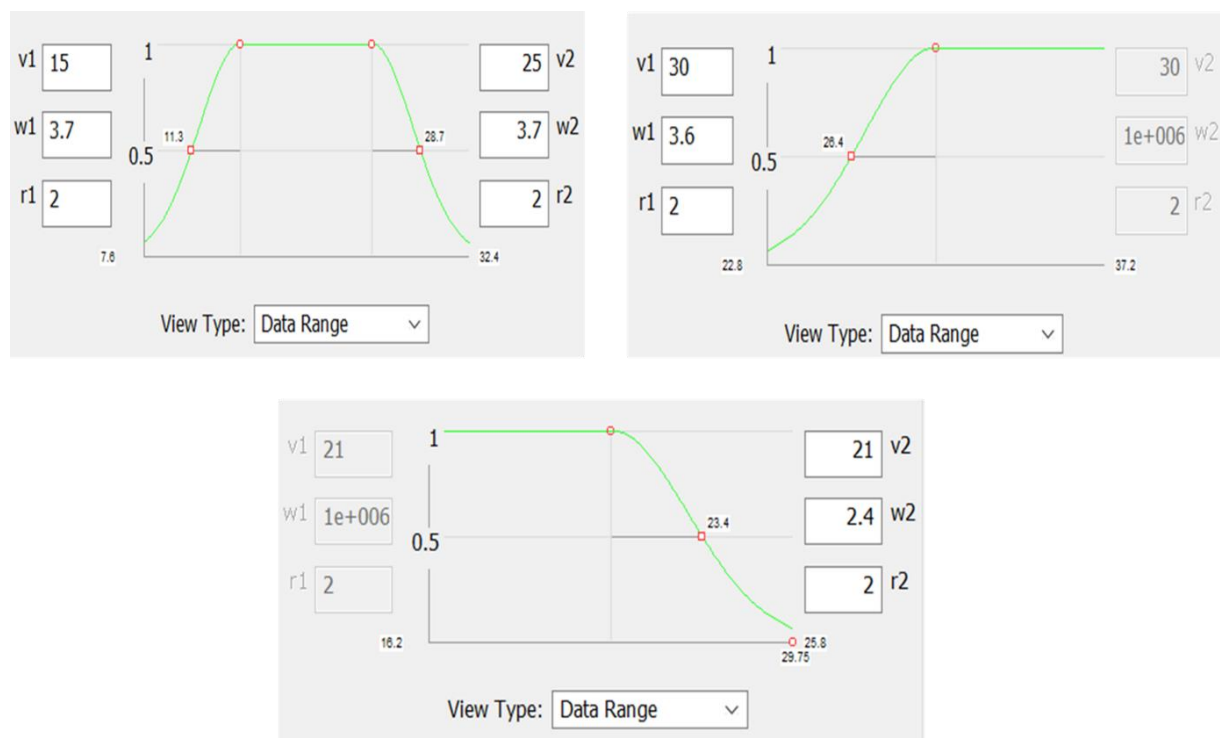 v1 15 1 25 v2
w1 3.7 11.3 28.7 3.7 w2
0.5
r1 2 2 r2
7.6 32.4
View Type: Data Range
v1 30 1 30 v2
w1 3.6 26.4 1e+006 w2
0.5
r1 2 2 r2
22.8 37.2
View Type: Data Range
v1 21 1 21 v2
w1 1e+006 23.4 2.4 w2
0.5
r1 2 2 r2
16.2 25.8
29.75
View Type: Data Range